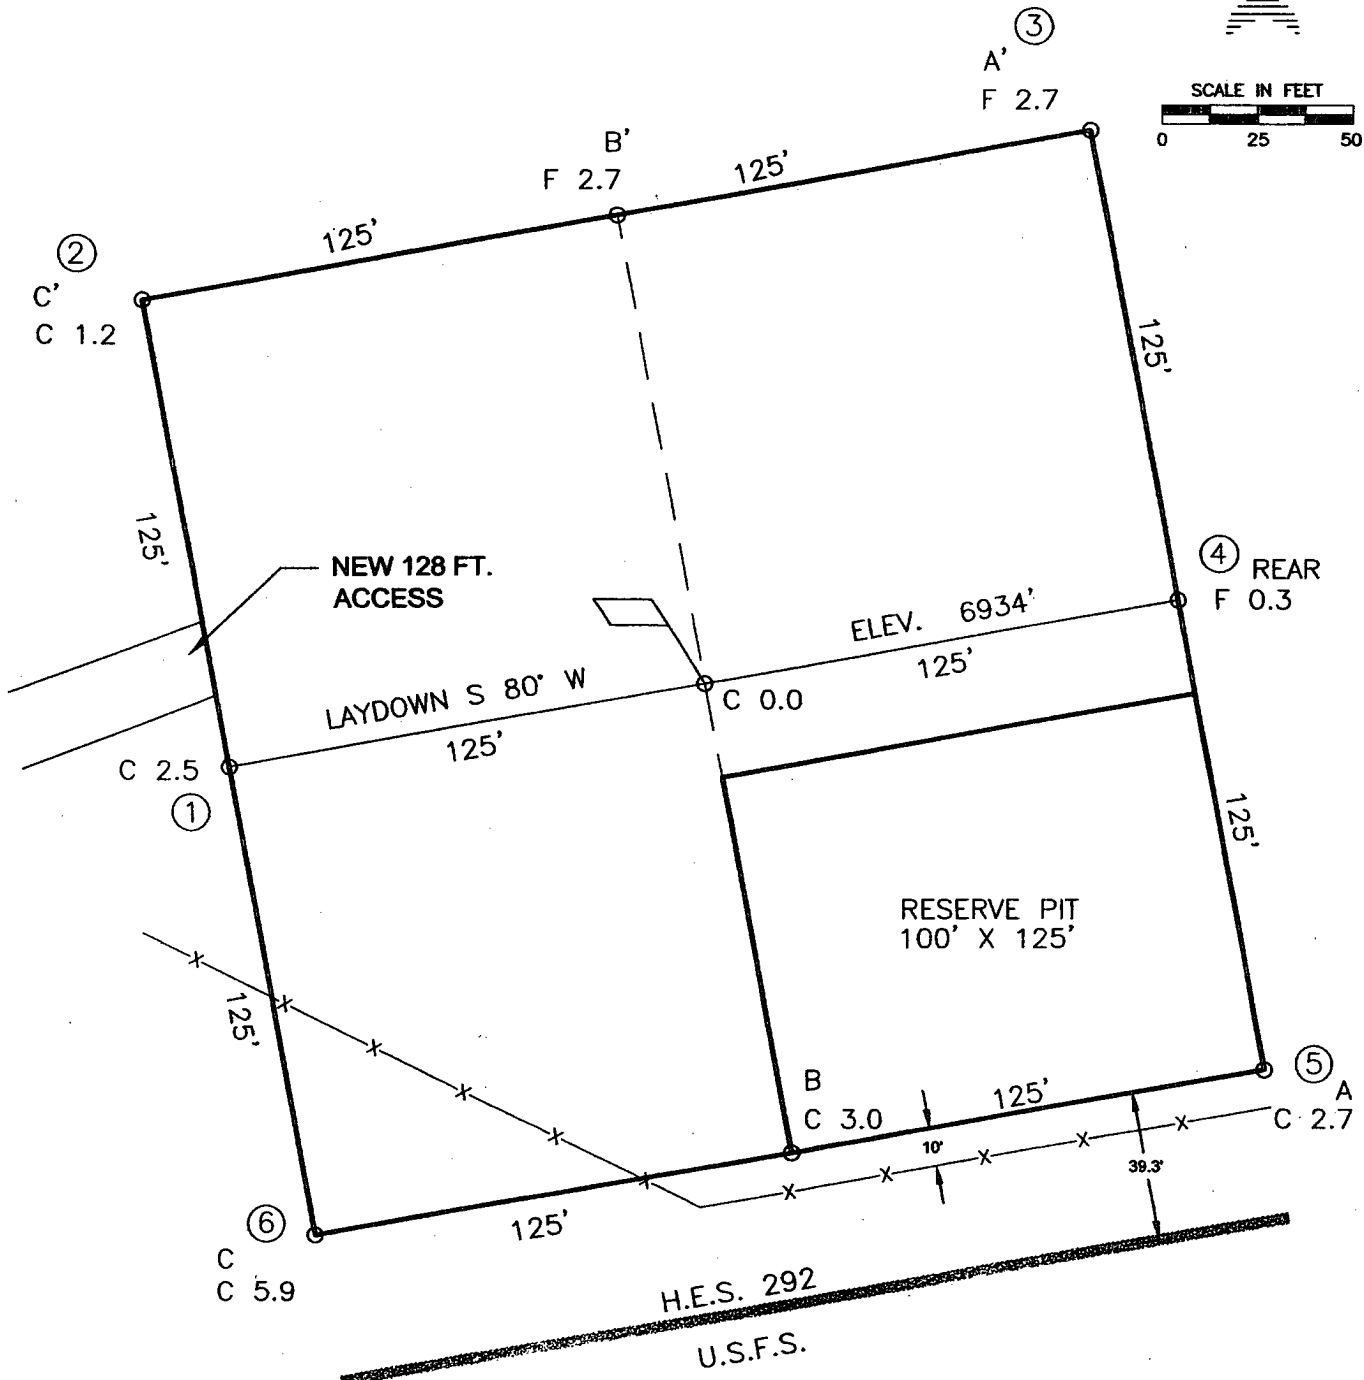 3
A'
F 2.7
SCALE IN FEET
0 25 50
B'
F 2.7
125'
125'
2
C'
C 1.2
125'
125'
NEW 128 FT.
ACCESS
4 REAR
F 0.3
ELEV. 6934'
125'
LAYDOWN S 80° W
125'
C 0.0
C 2.5
1
125'
RESERVE PIT
100' X 125'
125'
B
C 3.0
125'
10'
5
A
C 2.7
39.3'
6
C
C 5.9
125'
H.E.S. 292
U.S.F.S.